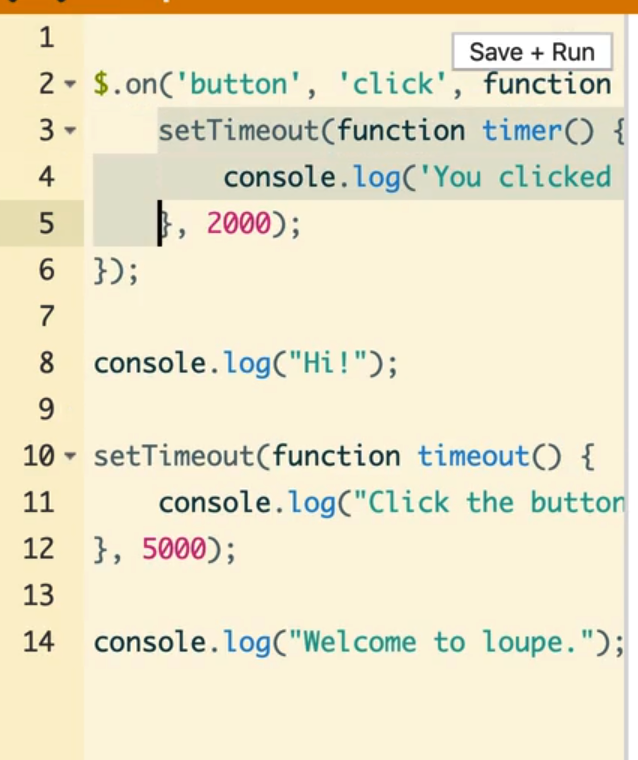 1
Save + Run
2 $.on('button', 'click', function
3 setTimeout(function timer() {
4 console.log('You clicked
5 }, 2000);
6 });
7
8 console.log("Hi!");
9
10 setTimeout(function timeout() {
11 console.log("Click the button
12 }, 5000);
13
14 console.log("Welcome to loupe.");